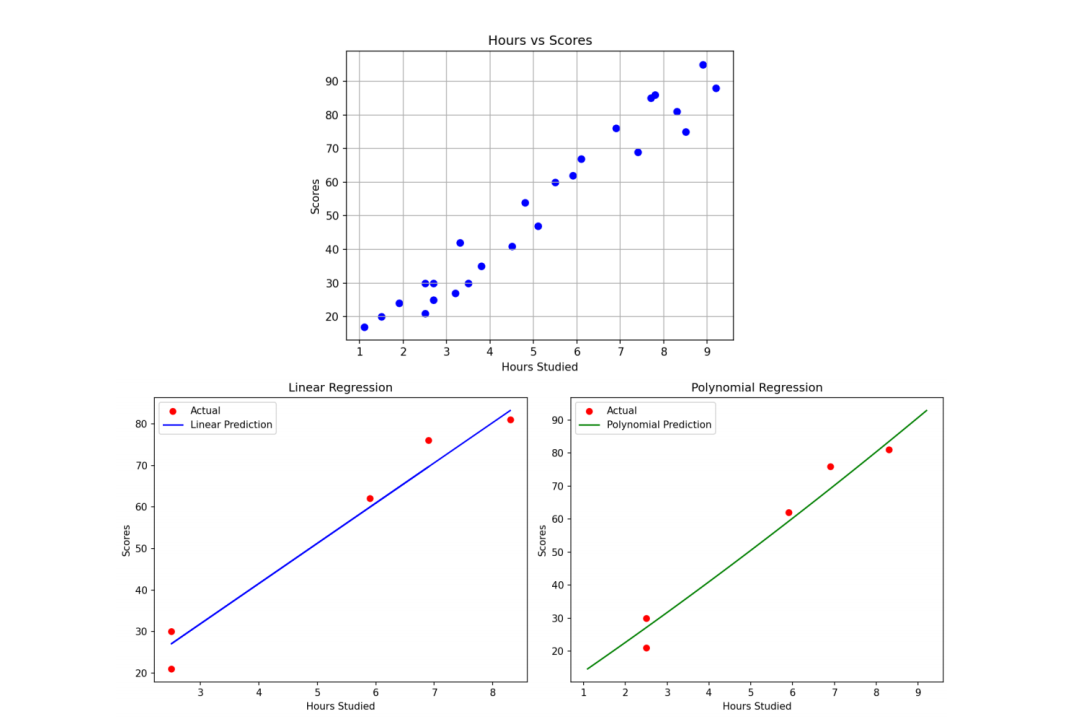 Hours vs Scores
Scores
90
80
70
60
50
40
30
20
1 2 3 4 5 6 7 8 9
Hours Studied
Linear Regression
Actual
Linear Prediction
Scores
80
70
60
50
40
30
20
3 4 5 6 7 8
Hours Studied
Polynomial Regression
Actual
Polynomial Prediction
Scores
90
80
70
60
50
40
30
20
1 2 3 4 5 6 7 8 9
Hours Studied